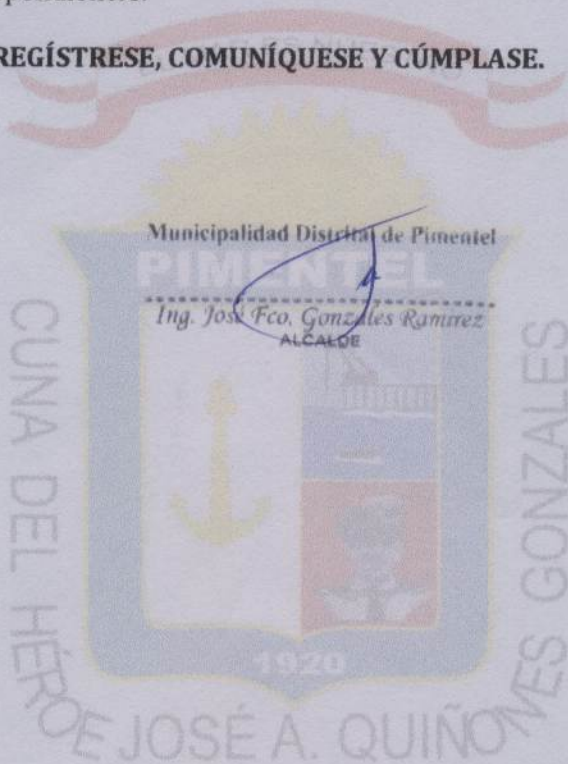 REGÍSTRESE, COMUNÍQUESE Y CÚMPLASE.
Municipalidad Distrital de Pimentel
PIMENTEL
Ing. José Fco. Gonzales Ramirez
ALCALDE
CUNA DEL HÉROE JOSÉ A. QUIÑONES GONZALES
1920